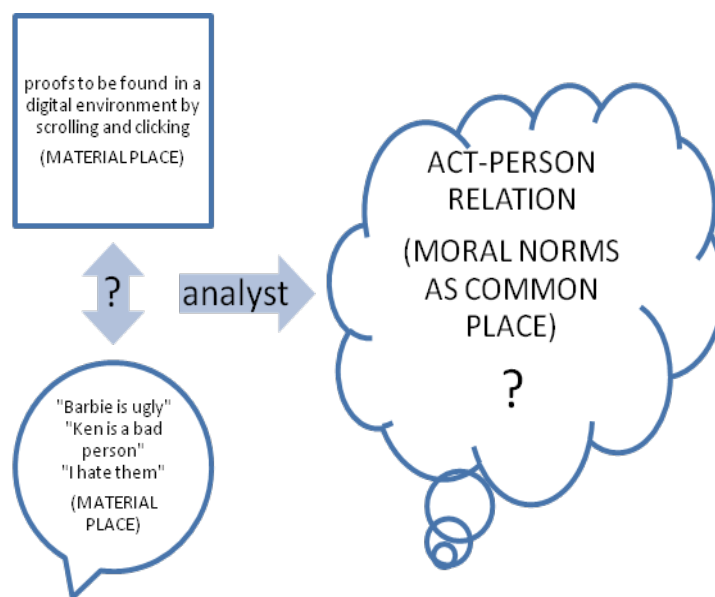 proofs to be found in a
digital environment by
scrolling and clicking
(MATERIAL PLACE)
?
analyst
"Barbie is ugly"
"Ken is a bad
person"
"I hate them"
(MATERIAL
PLACE)
ACT-PERSON
RELATION
(MORAL NORMS
AS COMMON
PLACE)
?